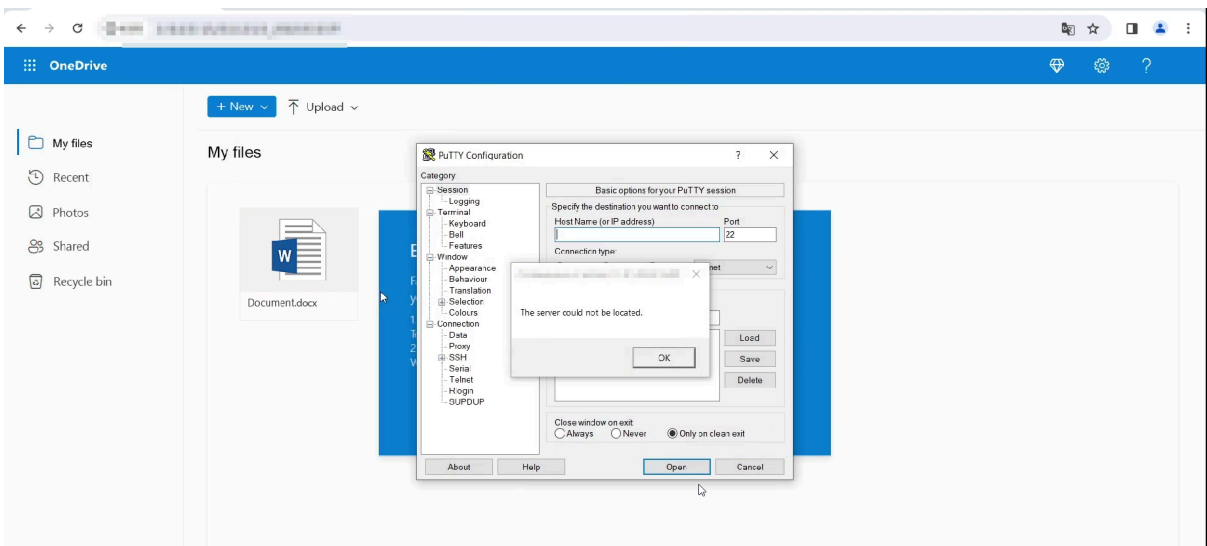 OneDrive
?
+ New
Upload
My files
Recent
Photos
Shared
Recycle bin
My files
W
Document.docx
PuTTY Configuration
?
Category:
Session
Logging
Terminal
Keyboard
Bell
Features
Window
Appearance
Behaviour
Translation
Selection
Colours
Connection
Data
Proxy
SSH
Serial
Telnet
Rlogin
SUPDUP
Basic options for your PuTTY session
Specify the destination you want to connect to
Host Name (or IP address) Port
22
Connection type:
The server could not be located.
OK
Load
Save
Delete
Close window on exit:
Always Never Only on clean exit
About Help Open Cancel